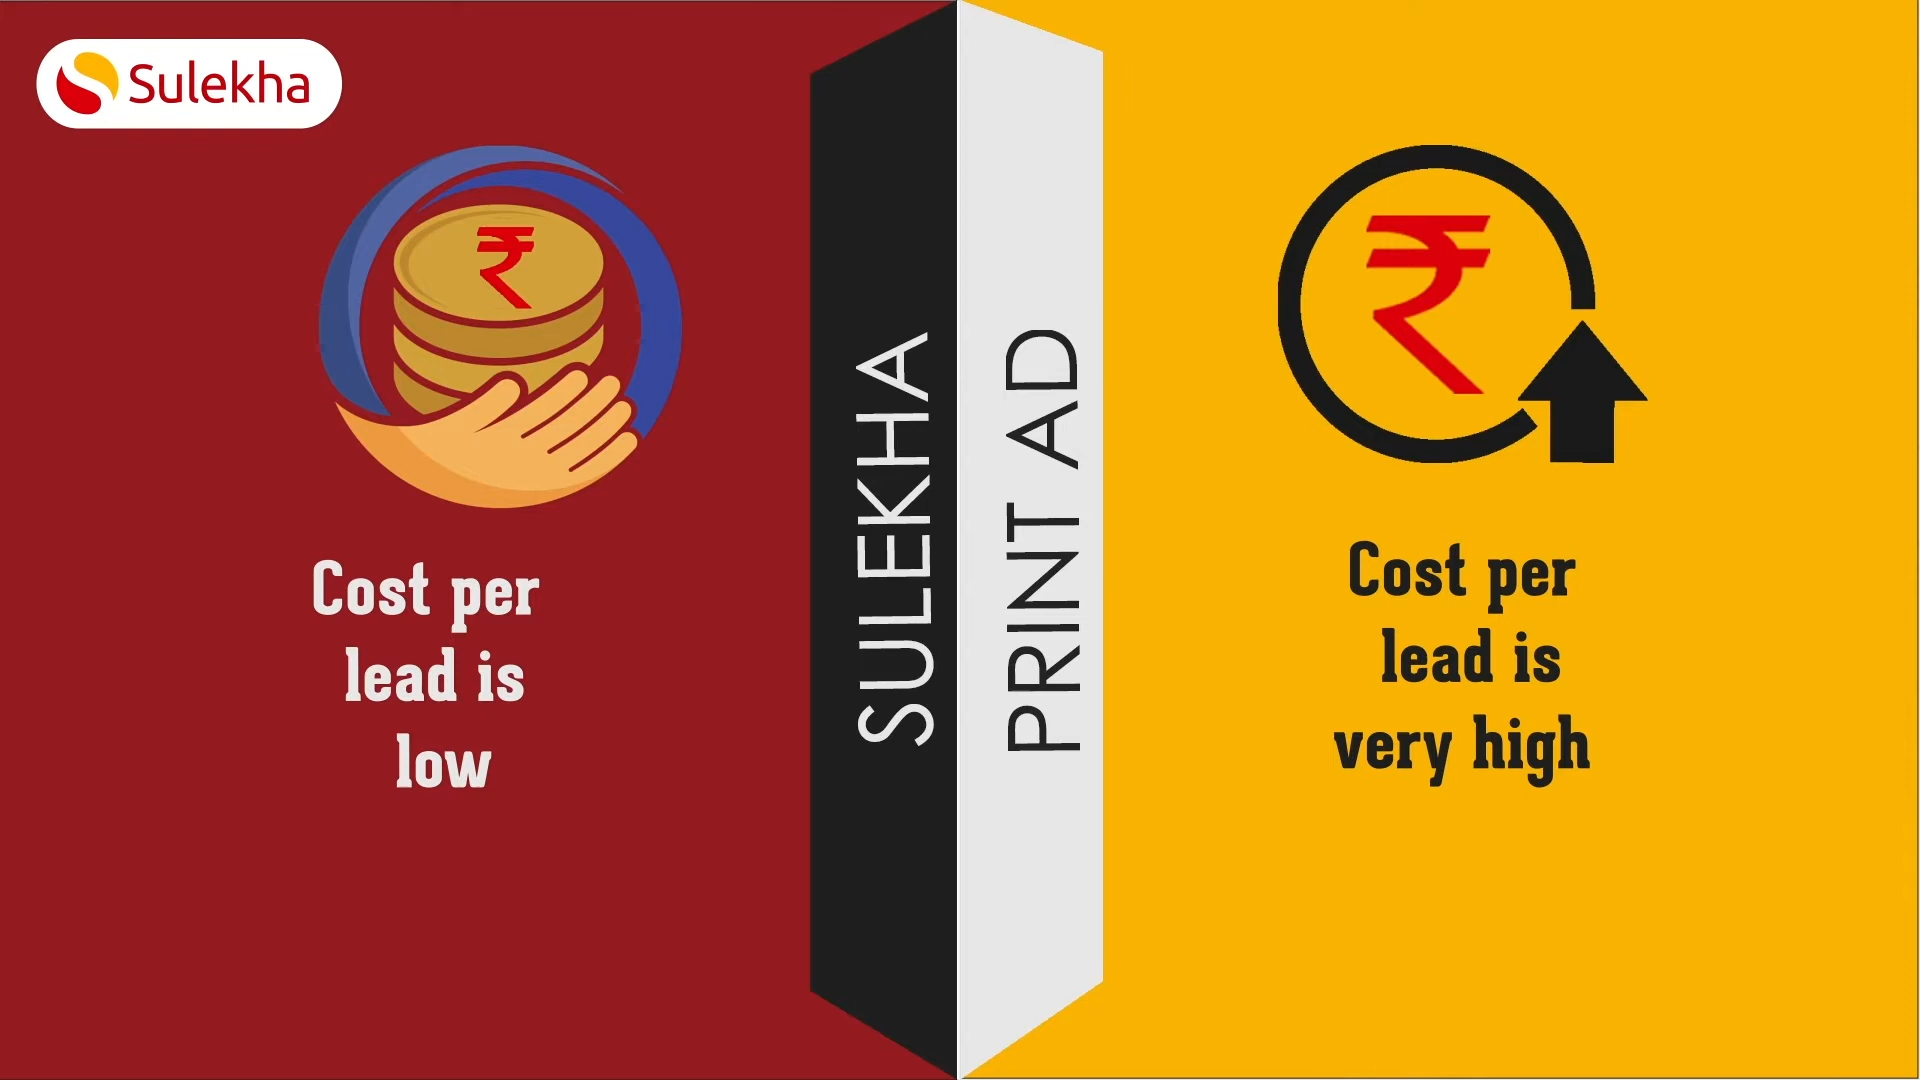 Sulekha
₹
Cost per
lead is
low
SULEKHA
PRINT AD
₹
Cost per
lead is
very high